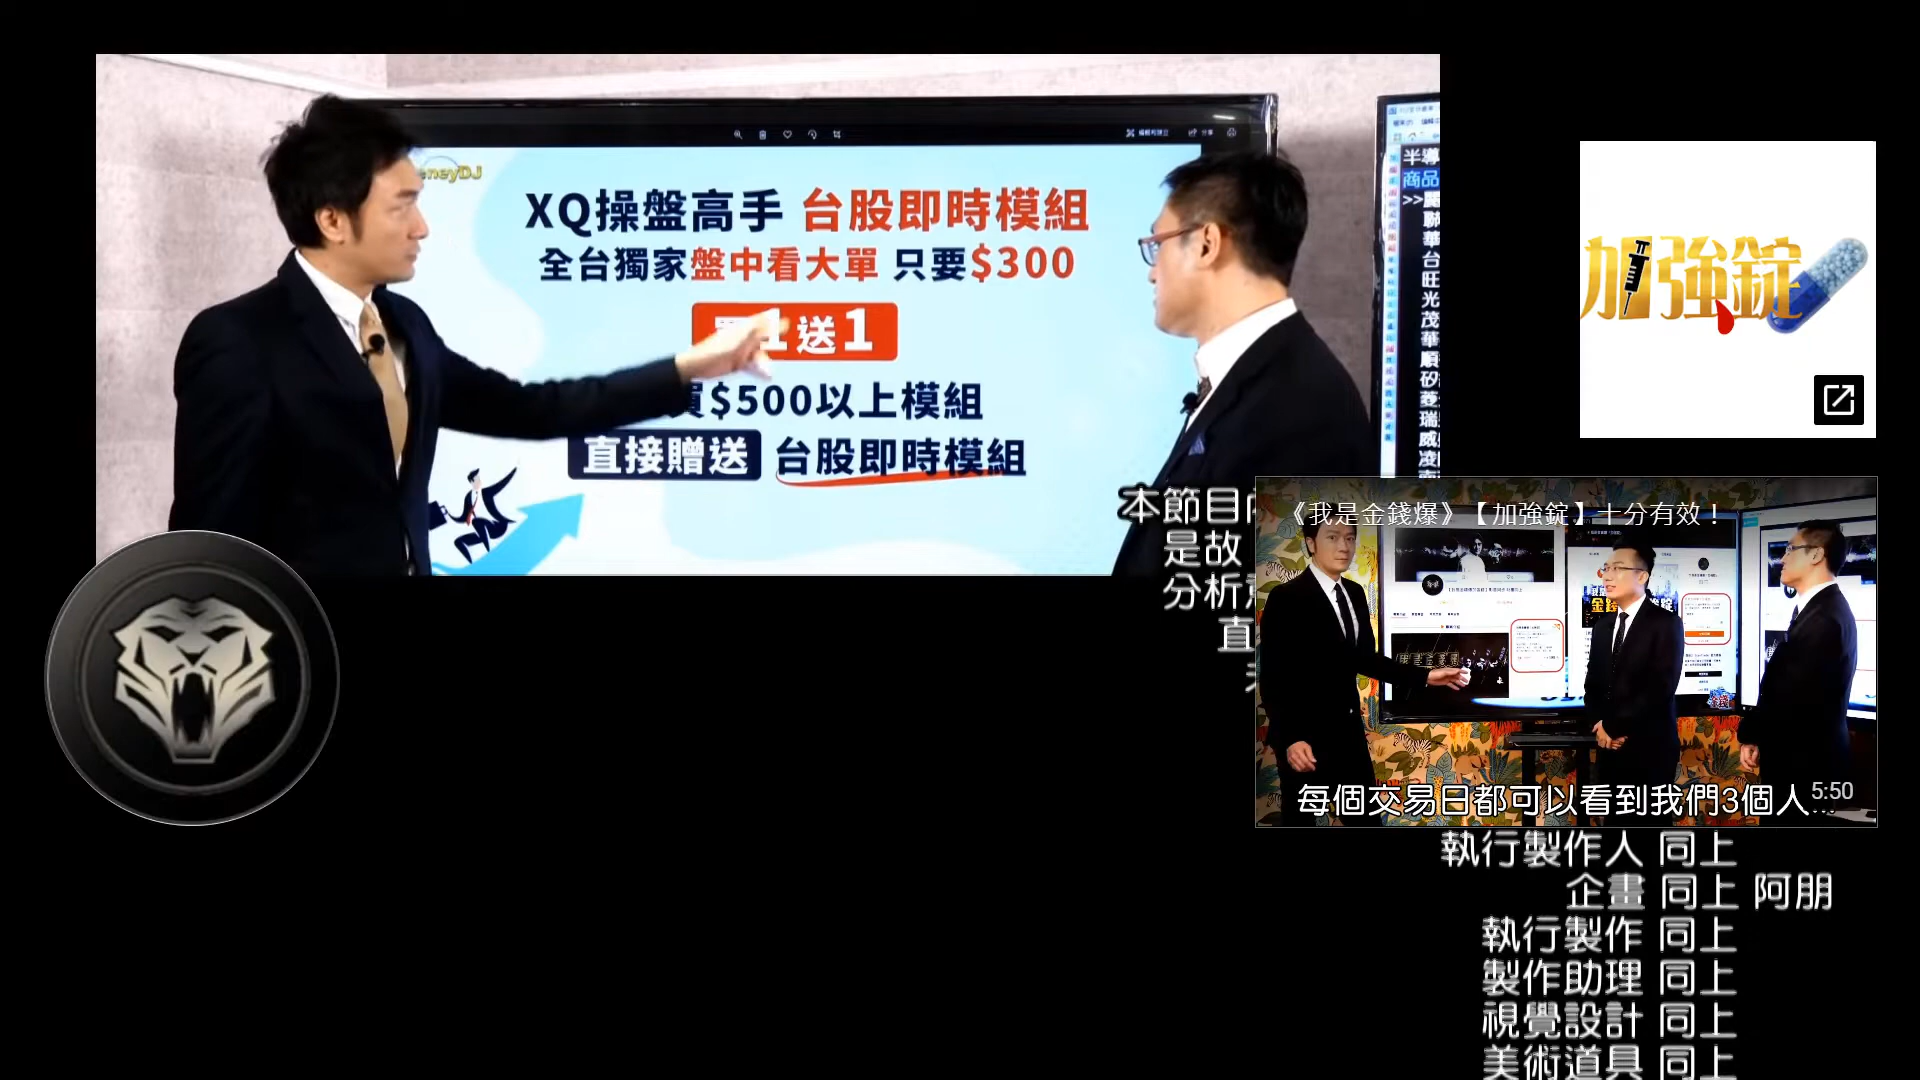 XQ操盤高手 台股即時模組
全台獨家盤中看大單 只要$300
1送1
$500以上模組
直接贈送 台股即時模組
半導
商品
>>
聯
華
台
旺
光
茂
華
順
矽
菱
瑞
威
凌
加強錠
本節目
是故
分析
直
《我是金錢爆》【加強錠】十分有效！
每個交易日都可以看到我們3個人...
5:50
執行製作人 同上
企畫 同上 阿朋
執行製作 同上
製作助理 同上
視覺設計 同上
美術道具 同上